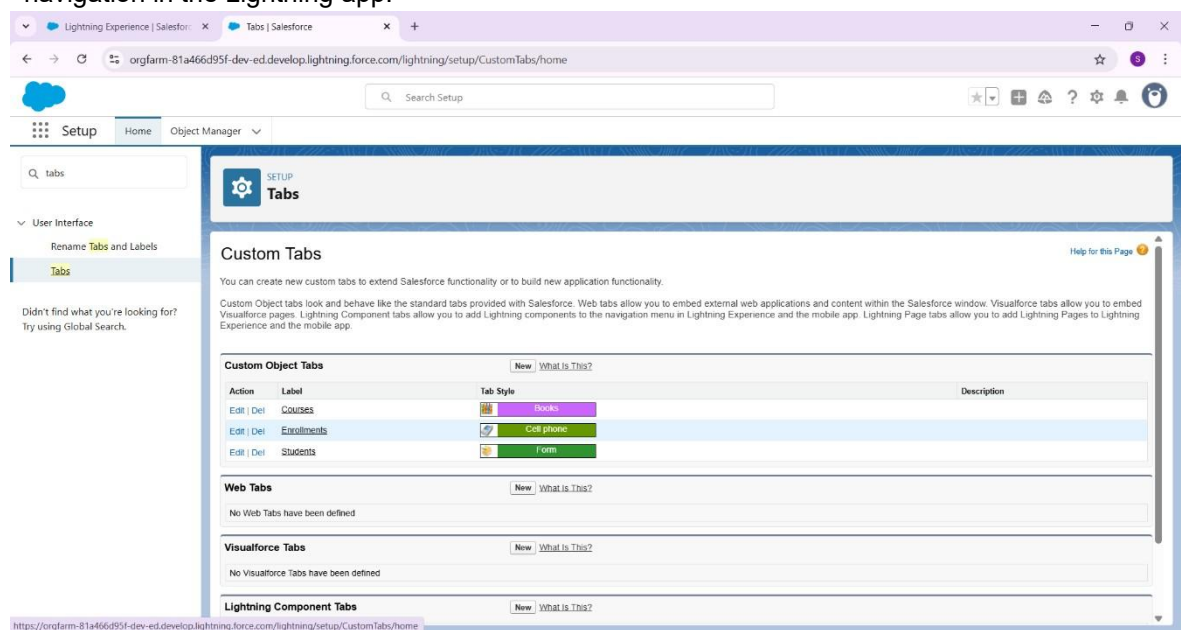 navigation in the Lightning app.
Lightning Experience | Salesforc
Tabs | Salesforce
orgfarm-81a466d95f-dev-ed.develop.lightning.force.com/lightning/setup/CustomTabs/home
S
Search Setup
Setup Home Object Manager
tabs
User Interface
Rename Tabs and Labels
Tabs
Didn't find what you're looking for?
Try using Global Search.
SETUP
Tabs
Custom Tabs
Help for this Page
You can create new custom tabs to extend Salesforce functionality or to build new application functionality.
Custom Object tabs look and behave like the standard tabs provided with Salesforce. Web tabs allow you to embed external web applications and content within the Salesforce window. Visualforce tabs allow you to embed
Visualforce pages. Lightning Component tabs allow you to add Lightning components to the navigation menu in Lightning Experience and the mobile app. Lightning Page tabs allow you to add Lightning Pages to Lightning
Experience and the mobile app.
Custom Object Tabs New What Is This?
Action Label Tab Style Description
Edit | Del Courses Books
Edit | Del Enrollments Cell phone
Edit | Del Students Form
Web Tabs New What Is This?
No Web Tabs have been defined
Visualforce Tabs New What Is This?
No Visualforce Tabs have been defined
Lightning Component Tabs New What Is This?
https://orgfarm-81a466d95f-dev-ed.develop.lightning.force.com/lightning/setup/CustomTabs/home